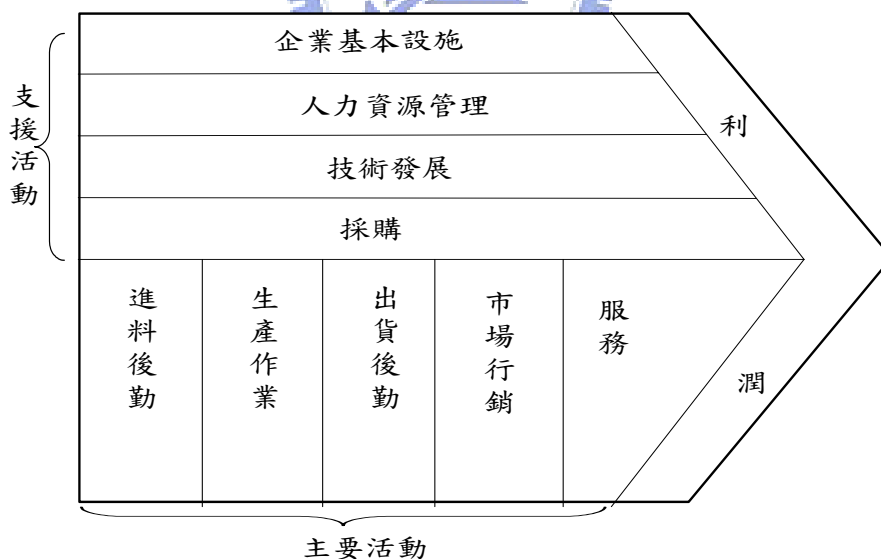 企業基本設施
人力資源管理
技術發展
採購
支援活動
進料後勤
生產作業
出貨後勤
市場行銷
服務
利潤
主要活動